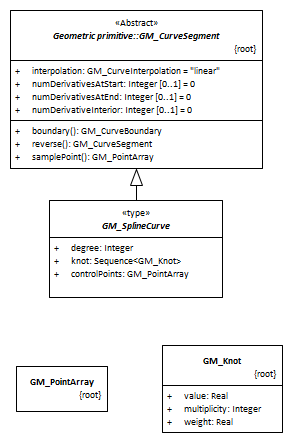 «Abstract»
Geometric primitive::GM_CurveSegment
{root}
+ interpolation: GM_CurveInterpolation = "linear"
+ numDerivativesAtStart: Integer [0..1] = 0
+ numDerivativesAtEnd: Integer [0..1] = 0
+ numDerivativeInterior: Integer [0..1] = 0
+ boundary(): GM_CurveBoundary
+ reverse(): GM_CurveSegment
+ samplePoint(): GM_PointArray
«type»
GM_SplineCurve
+ degree: Integer
+ knot: Sequence<GM_Knot>
+ controlPoints: GM_PointArray
GM_PointArray
{root}
GM_Knot
{root}
+ value: Real
+ multiplicity: Integer
+ weight: Real